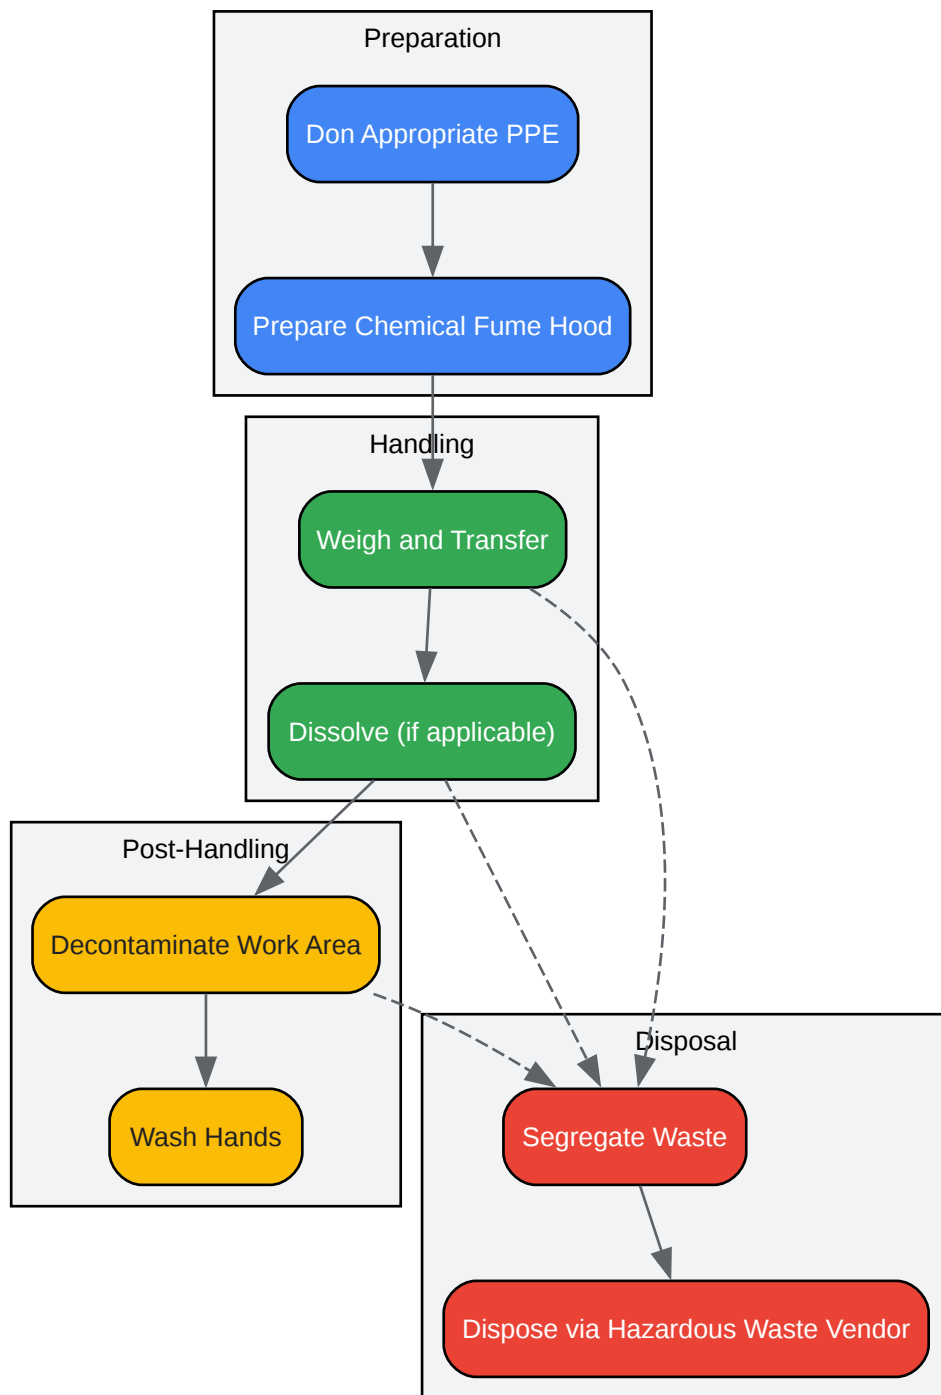 Preparation
Don Appropriate PPE
Prepare Chemical Fume Hood
Handling
Weigh and Transfer
Dissolve (if applicable)
Post-Handling
Decontaminate Work Area
Wash Hands
Disposal
Segregate Waste
Dispose via Hazardous Waste Vendor